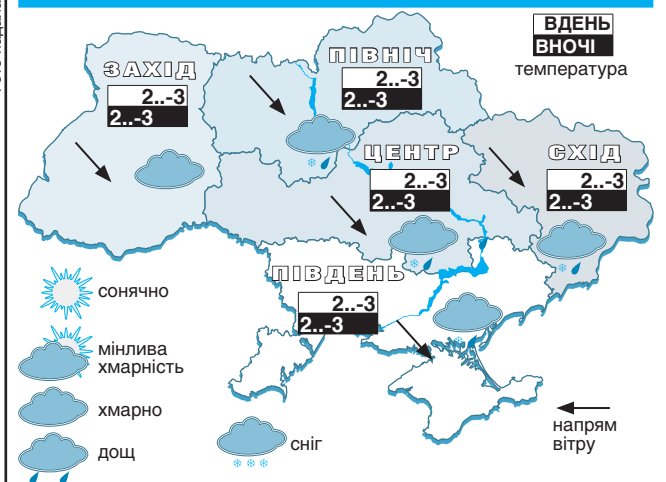 ВДЕНЬ
ВНОЧІ
температура
ЗАХІД
2..-3
2..-3
ПІВНІЧ
2..-3
2..-3
ЦЕНТР
2..-3
2..-3
СХІД
2..-3
2..-3
ПІВДЕНЬ
2..-3
2..-3
сонячно
мінлива
хмарність
хмарно
дощ
сніг
напрям
вітру